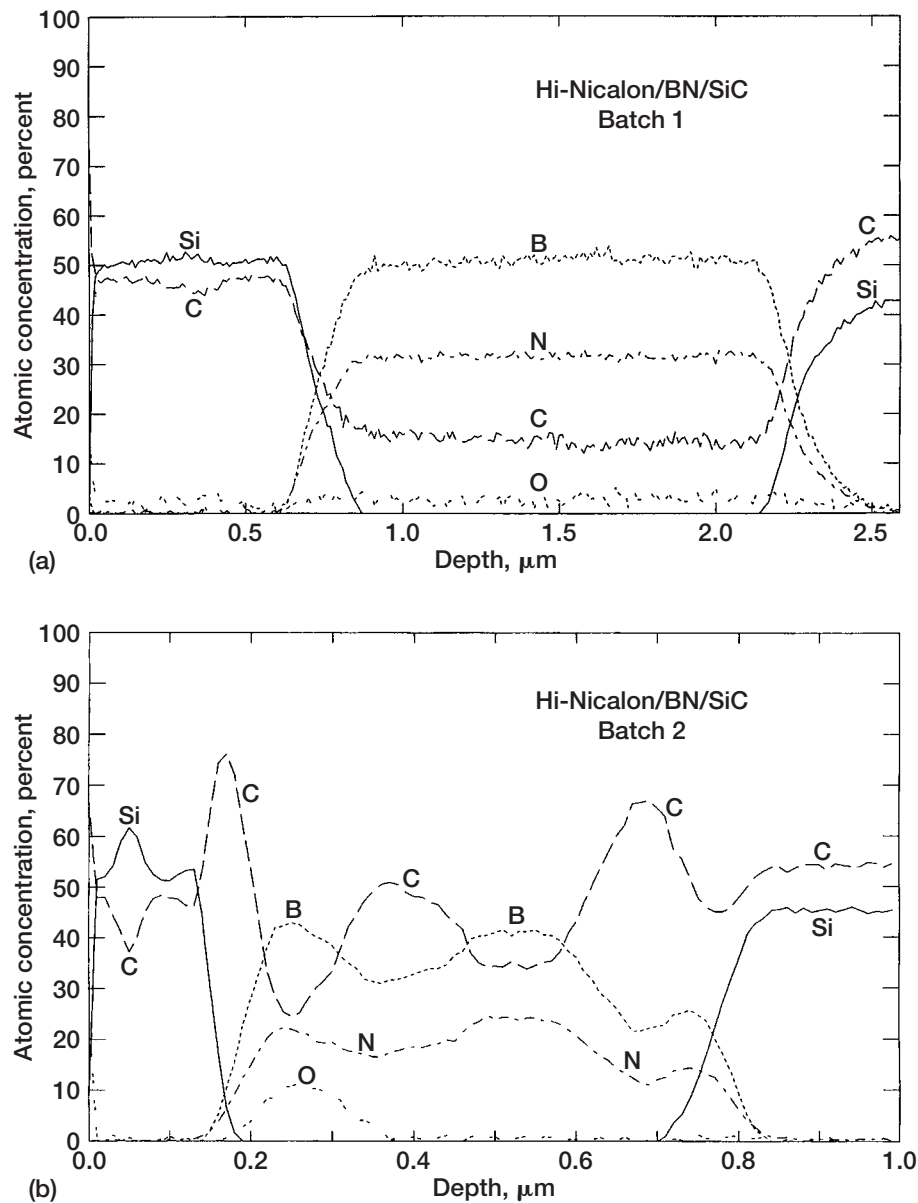 100
90
80
70
60
50
40
30
20
10
0
Atomic concentration, percent
Hi-Nicalon/BN/SiC
Batch 1
Si
C
B
N
C
O
C
Si
0.0 0.5 1.0 1.5 2.0 2.5
Depth, μm
(a)
100
90
80
70
60
50
40
30
20
10
0
Atomic concentration, percent
Hi-Nicalon/BN/SiC
Batch 2
Si
C
C
B
C
N
O
B
C
N
C
Si
0.0 0.2 0.4 0.6 0.8 1.0
Depth, μm
(b)